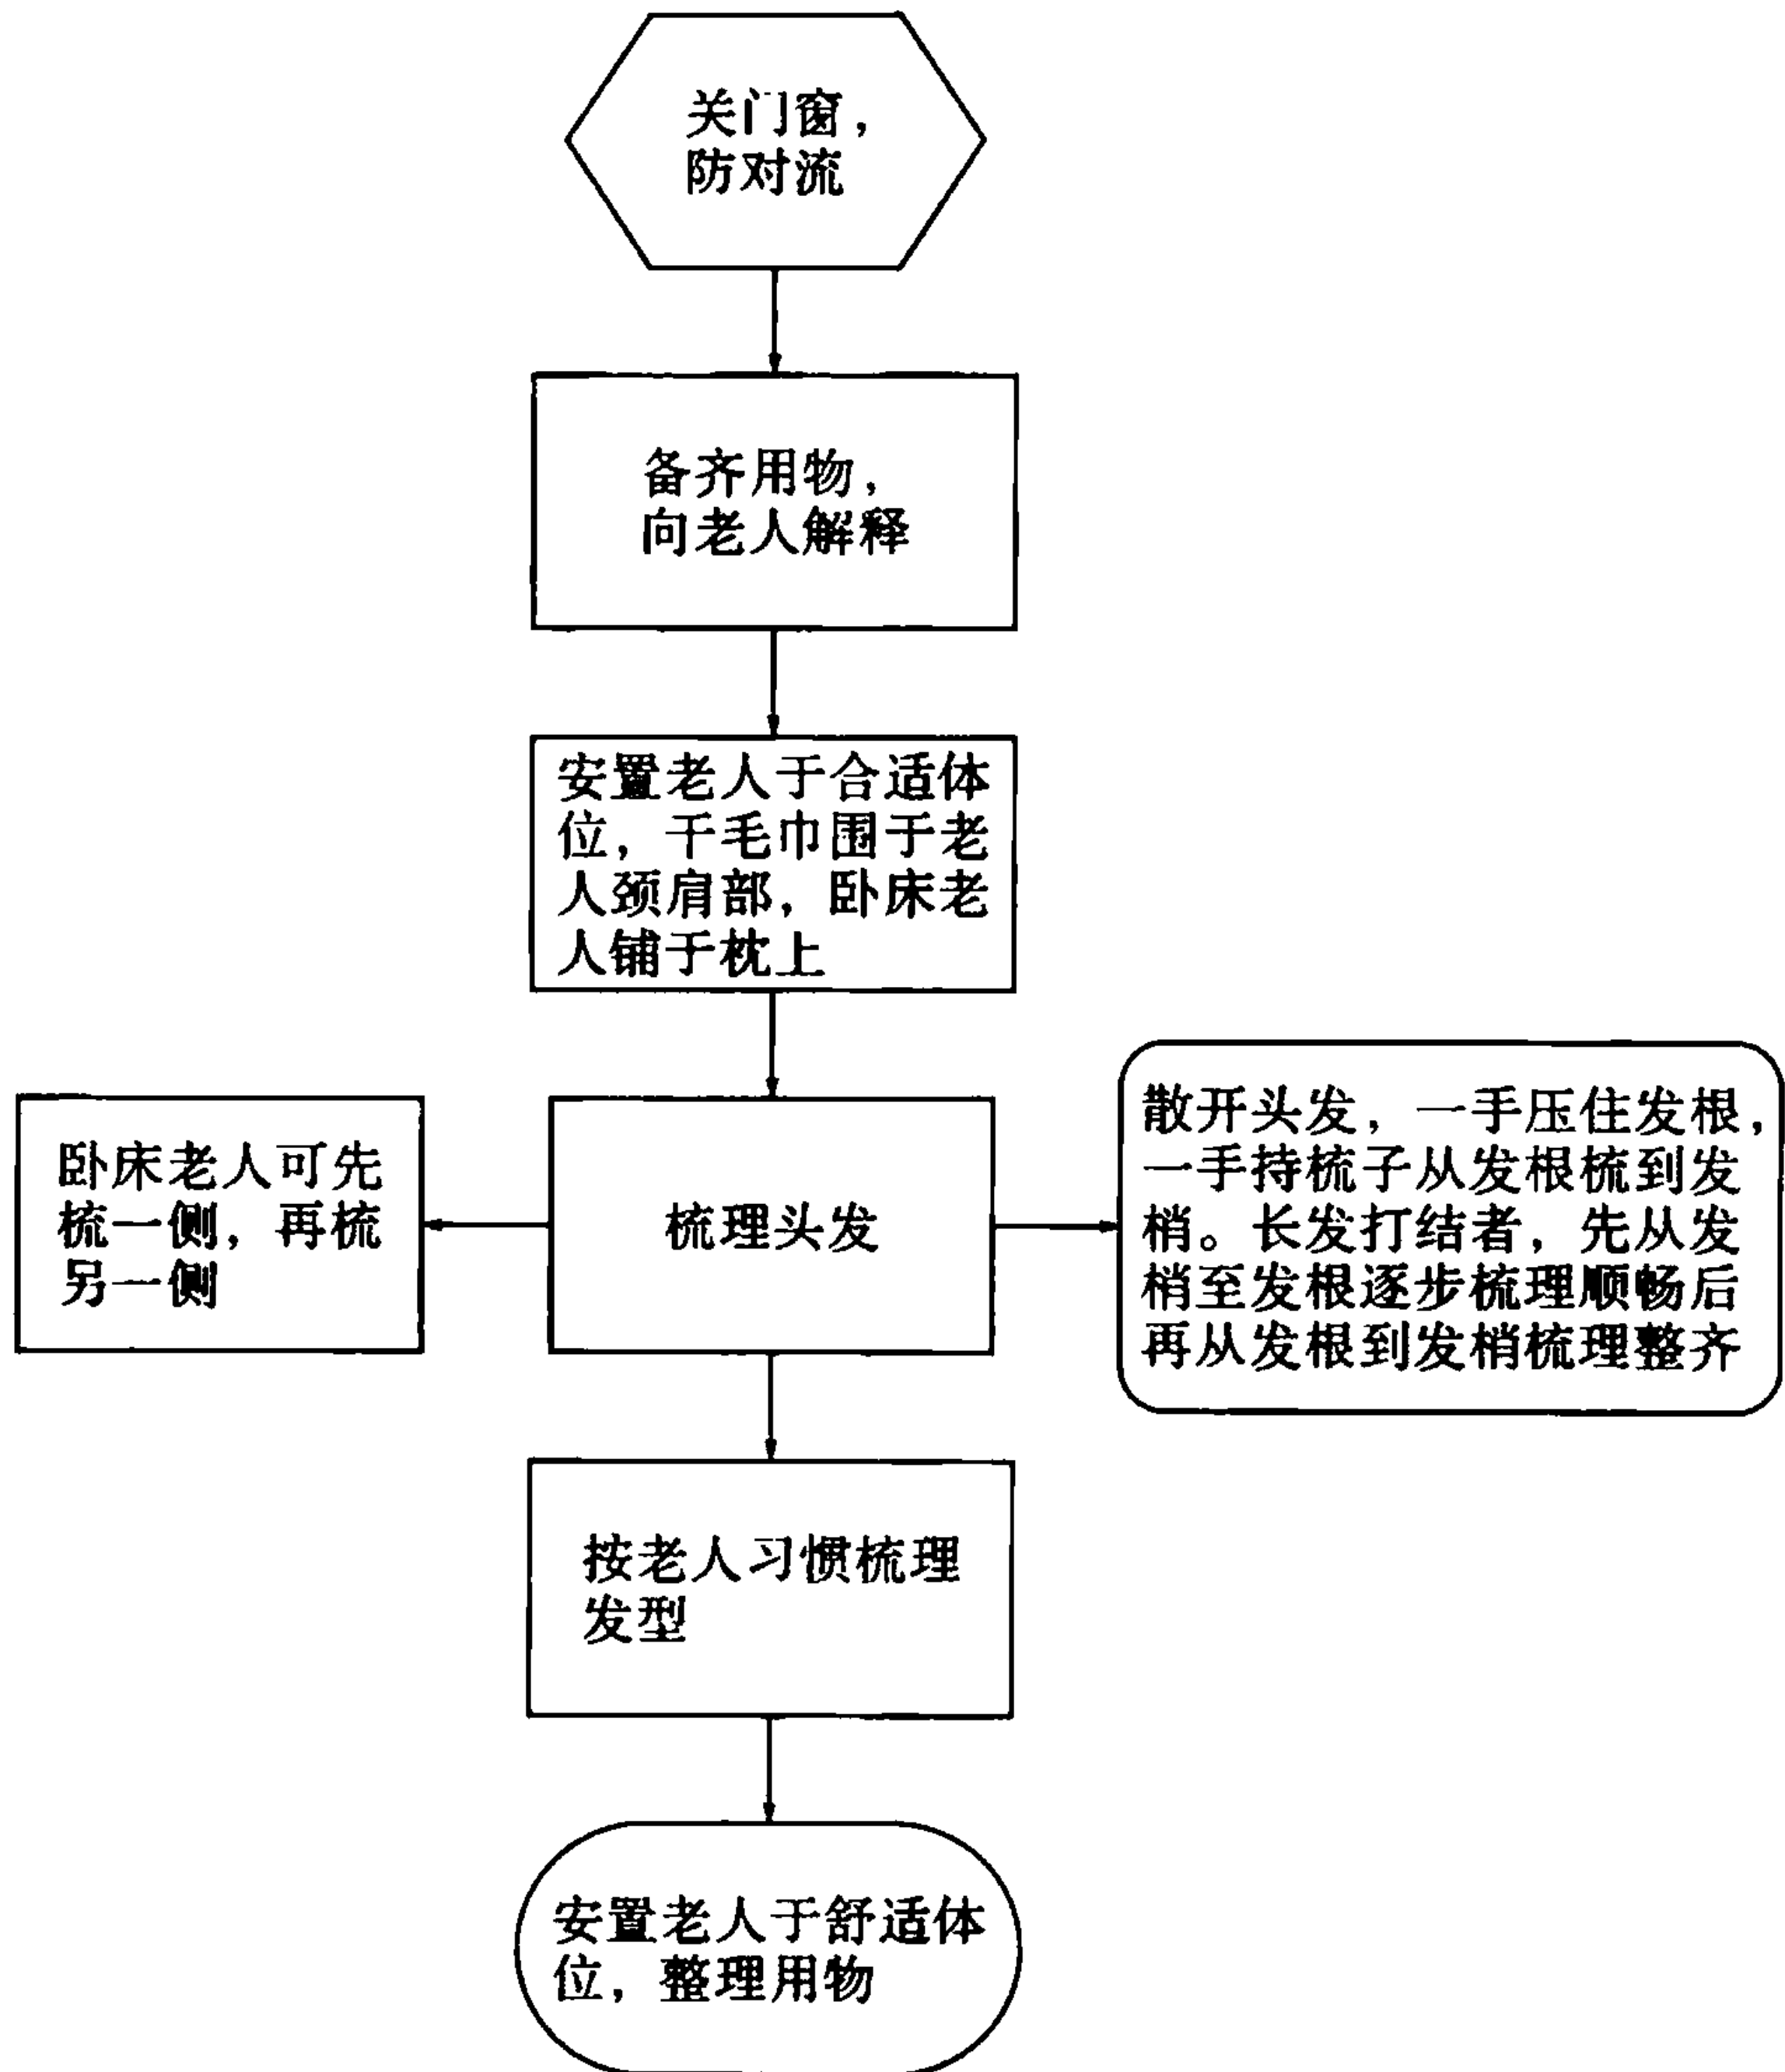 关门窗，
防对流
备齐用物，
向老人解释
安置老人于合适体
位，干毛巾围于老
人颈肩部，卧床老
人铺于枕上
卧床老人可先
梳一侧，再梳
另一侧
梳理头发
散开头发，一手压住发根，
一手持梳子从发根梳到发
梢。长发打结者，先从发
梢至发根逐步梳理顺畅后
再从发根到发梢梳理整齐
按老人习惯梳理
发型
安置老人于舒适体
位，整理用物